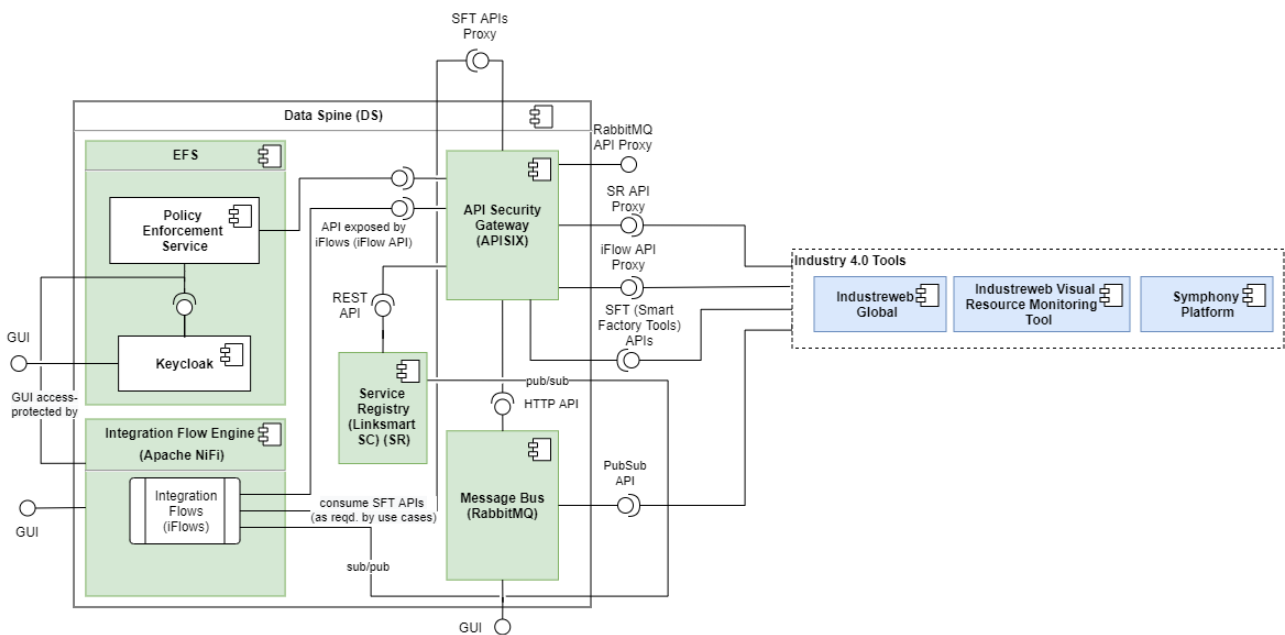 SFT APIs
Proxy
Data Spine (DS)
EFS
Policy
Enforcement
Service
Keycloak
GUI
GUI access-
protected by
Integration Flow Engine
(Apache NiFi)
Integration
Flows
(iFlows)
GUI
API exposed by
iFlows (iFlow API)
REST
API
Service
Registry
(Linksmart
SC) (SR)
consume SFT APIs
(as reqd. by use cases)
sub/pub
API Security
Gateway
(APISIX)
pub/sub
HTTP API
Message Bus
(RabbitMQ)
GUI
RabbitMQ
API Proxy
SR API
Proxy
iFlow API
Proxy
SFT (Smart
Factory Tools)
APIs
PubSub
API
Industry 4.0 Tools
Industreweb
Global
Industreweb Visual
Resource Monitoring
Tool
Symphony
Platform